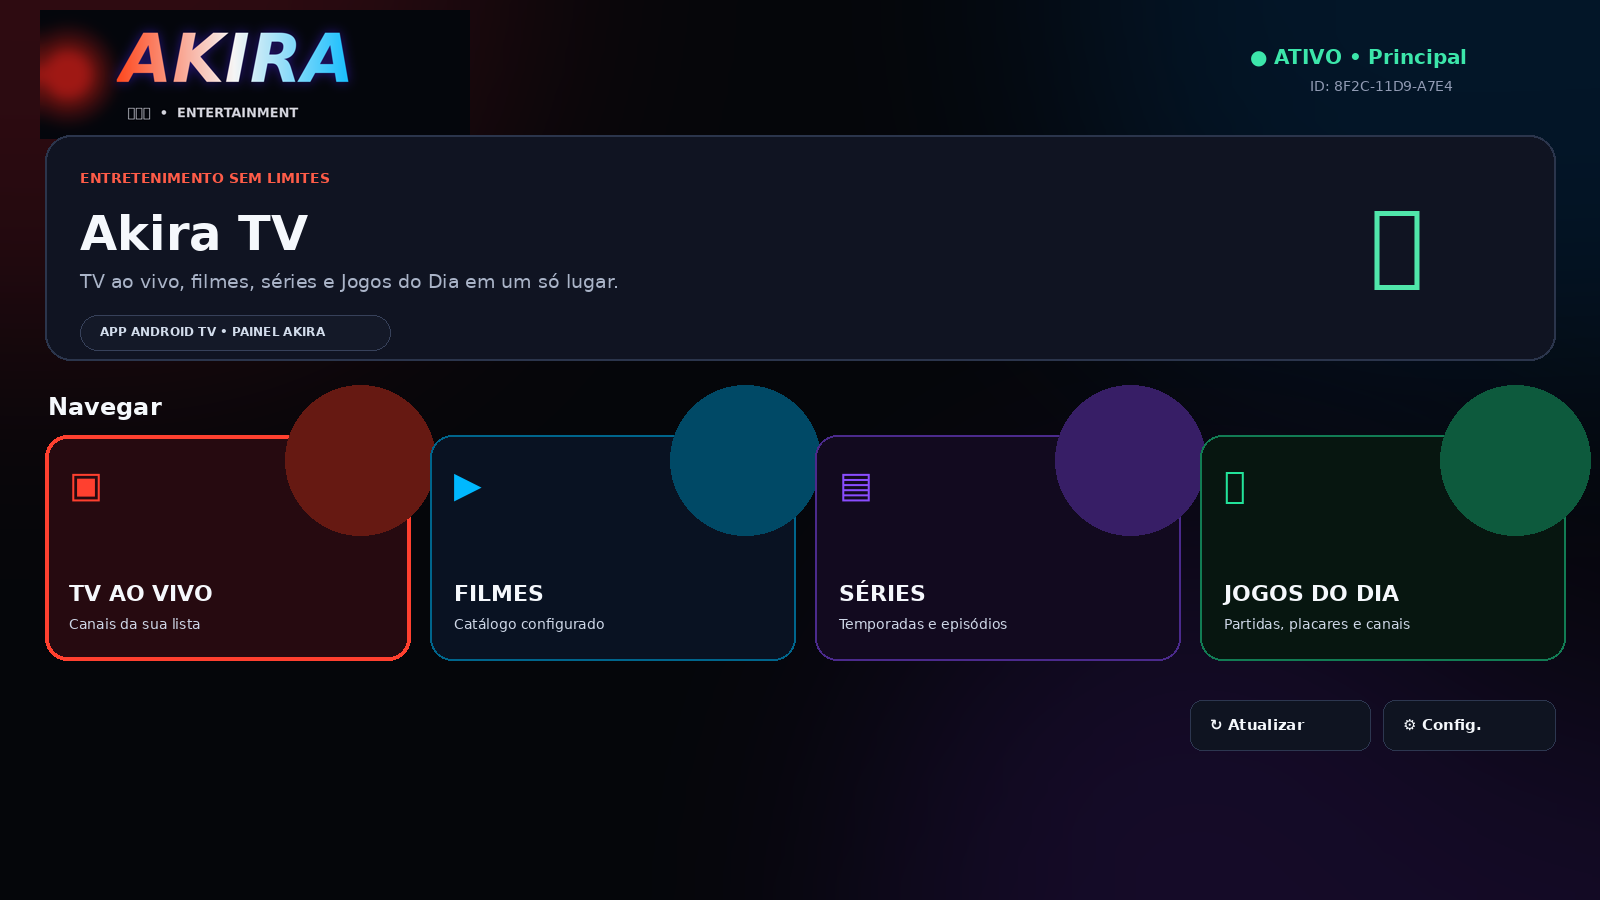 AKIRA
• ENTERTAINMENT
● ATIVO • Principal
ID: 8F2C-11D9-A7E4
ENTRETENIMENTO SEM LIMITES
Akira TV
TV ao vivo, filmes, séries e Jogos do Dia em um só lugar.
APP ANDROID TV • PAINEL AKIRA
Navegar
TV AO VIVO
Canais da sua lista
FILMES
Catálogo configurado
SÉRIES
Temporadas e episódios
JOGOS DO DIA
Partidas, placares e canais
↻ Atualizar
⚙ Config.